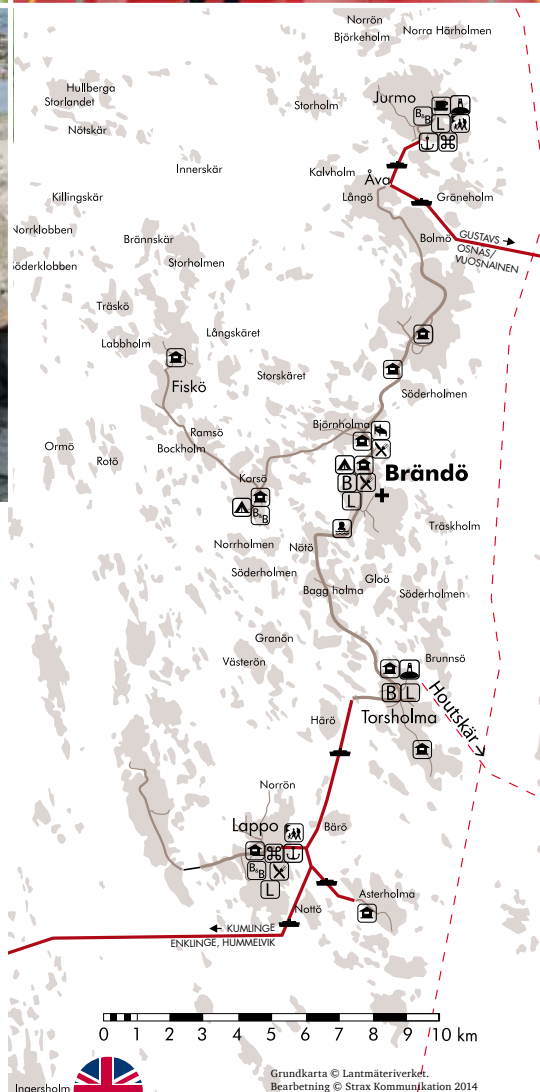 Norrön
Norra Härholmen
Björkeholm
Hullberga
Storlandet
Jurmo
Storholm
B&B
L
Nötskär
Innerskär
Kalvholm
Åva
Killingskär
Långö
Gräneholm
Norrklobben
Brännskär
Bolmö
GUSTAVS
OSNÄS/
VUOSNAINEN
Söderklobben
Storholmen
Träskö
Långskäret
Labbholm
Storskäret
Fiskö
Söderholmen
Björnholma
Ramsö
Ormö
Bockholm
Rotö
Brändö
Korsö
B
L
B&B
Träskholm
Norrholmen
Nötö
Söderholmen
Gloö
Bagg holma
Söderholmen
Granön
Västerön
Brunnsö
B
L
Houtskär
Torsholma
Härö
Norrön
Lappo
Bärö
B&B
L
Asterholma
Nottö
KUMLINGE
ENKLINGE, HUMMELVIK
0 1 2 3 4 5 6 7 8 9 10 km
Grundkarta © Lantmäteriverket.
Bearbetning © Strax Kommunikation 2014
Ingersholm